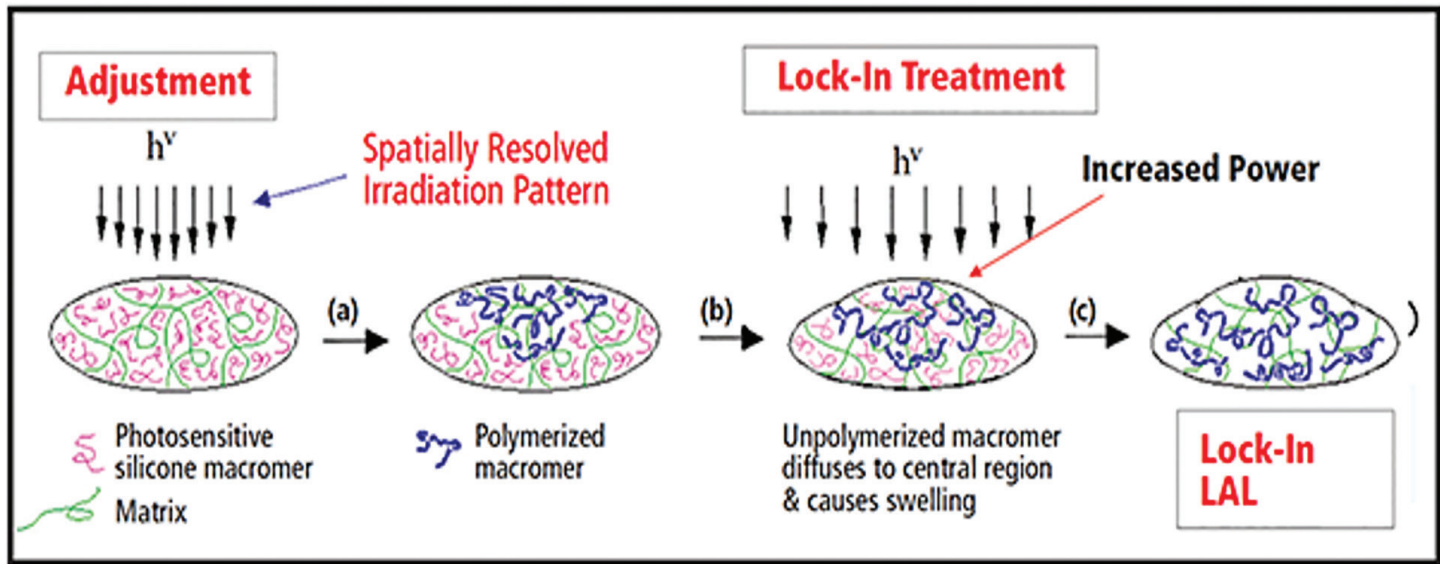 Adjustment
hν
Spatially Resolved
Irradiation Pattern
Lock-In Treatment
hν
Increased Power
(a)
(b)
(c)
)
Photosensitive
silicone macromer
Matrix
Polymerized
macromer
Unpolymerized macromer
diffuses to central region
& causes swelling
Lock-In
LAL